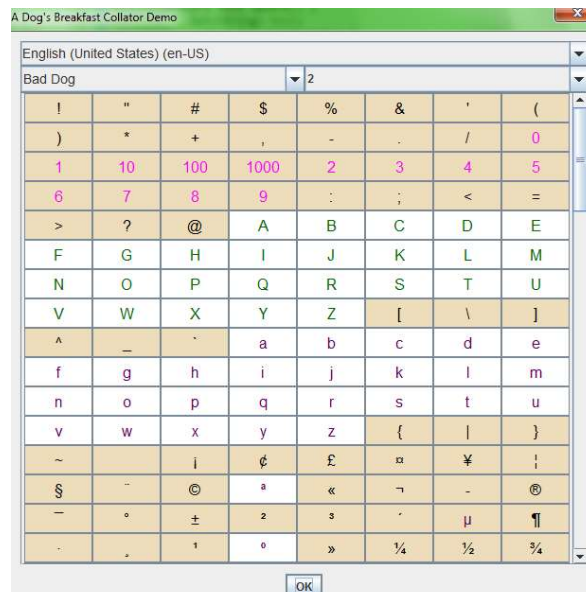 A Dog's Breakfast Collator Demo
English (United States) (en-US)
Bad Dog 2
! " # $ % & ' (
) * + , - . / 0
1 10 100 1000 2 3 4 5
6 7 8 9 : ; < =
> ? @ A B C D E
F G H I J K L M
N O P Q R S T U
V W X Y Z [ \ ]
^ _ ` a b c d e
f g h i j k l m
n o p q r s t u
v w x y z { | }
~ ¡ ¢ £ ¤ ¥ ¦
§ ¨ © ª « ¬ - ®
¯ ° ± ² ³ ´ µ ¶
· ¸ ¹ º » ¼ ½ ¾
OK